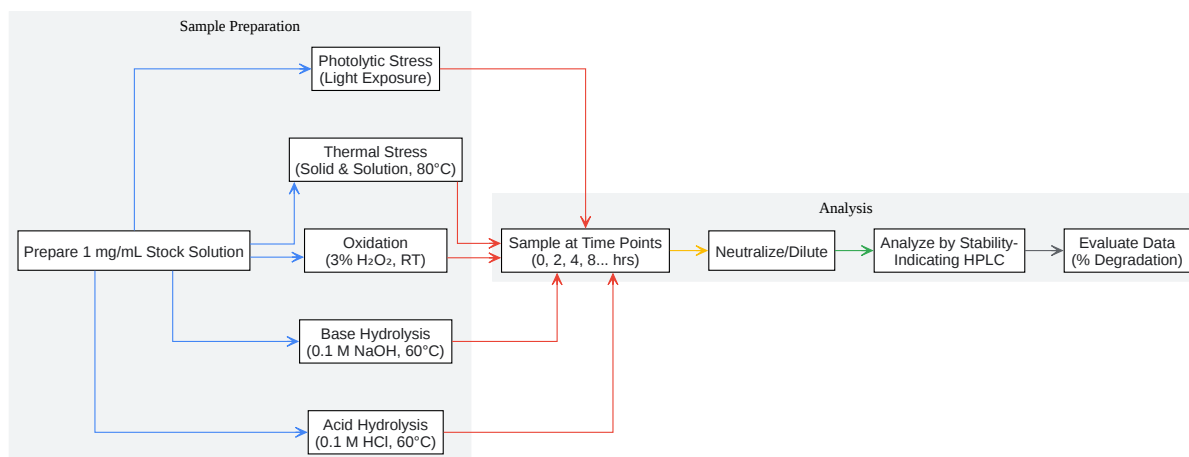 Sample Preparation
Photolytic Stress
(Light Exposure)
Thermal Stress
(Solid & Solution, 80°C)
Analysis
Prepare 1 mg/mL Stock Solution
Oxidation
(3% H₂O₂, RT)
Sample at Time Points
(0, 2, 4, 8... hrs)
Neutralize/Dilute
Analyze by Stability-
Indicating HPLC
Evaluate Data
(% Degradation)
Base Hydrolysis
(0.1 M NaOH, 60°C)
Acid Hydrolysis
(0.1 M HCl, 60°C)